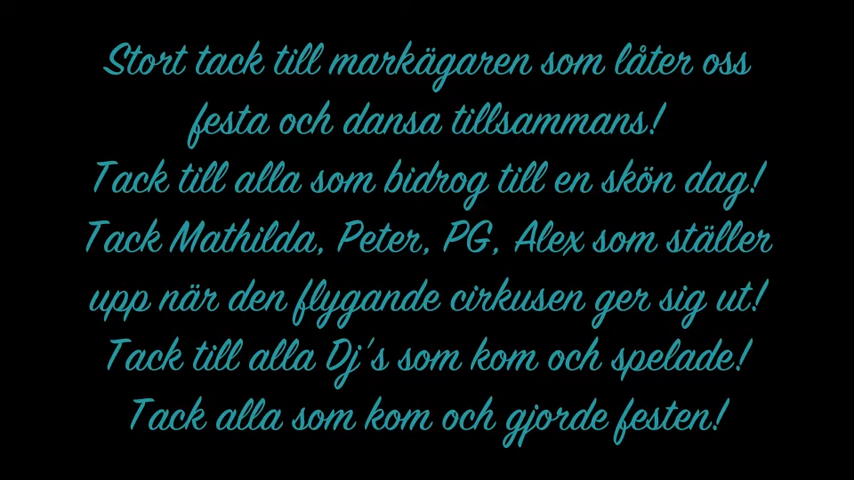 Stort tack till markägaren som låter oss
festa och dansa tillsammans!
Tack till alla som bidrog till en skön dag!
Tack Mathilda, Peter, PG, Alex som ställer
upp när den flygande cirkusen ger sig ut!
Tack till alla Dj's som kom och spelade!
Tack alla som kom och gjorde festen!